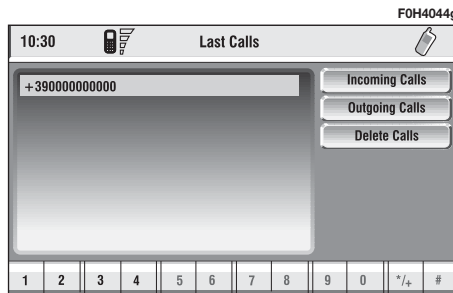 F0H4044g
10:30 Last Calls
+390000000000
Incoming Calls
Outgoing Calls
Delete Calls
1 2 3 4 5 6 7 8 9 0 */+ #